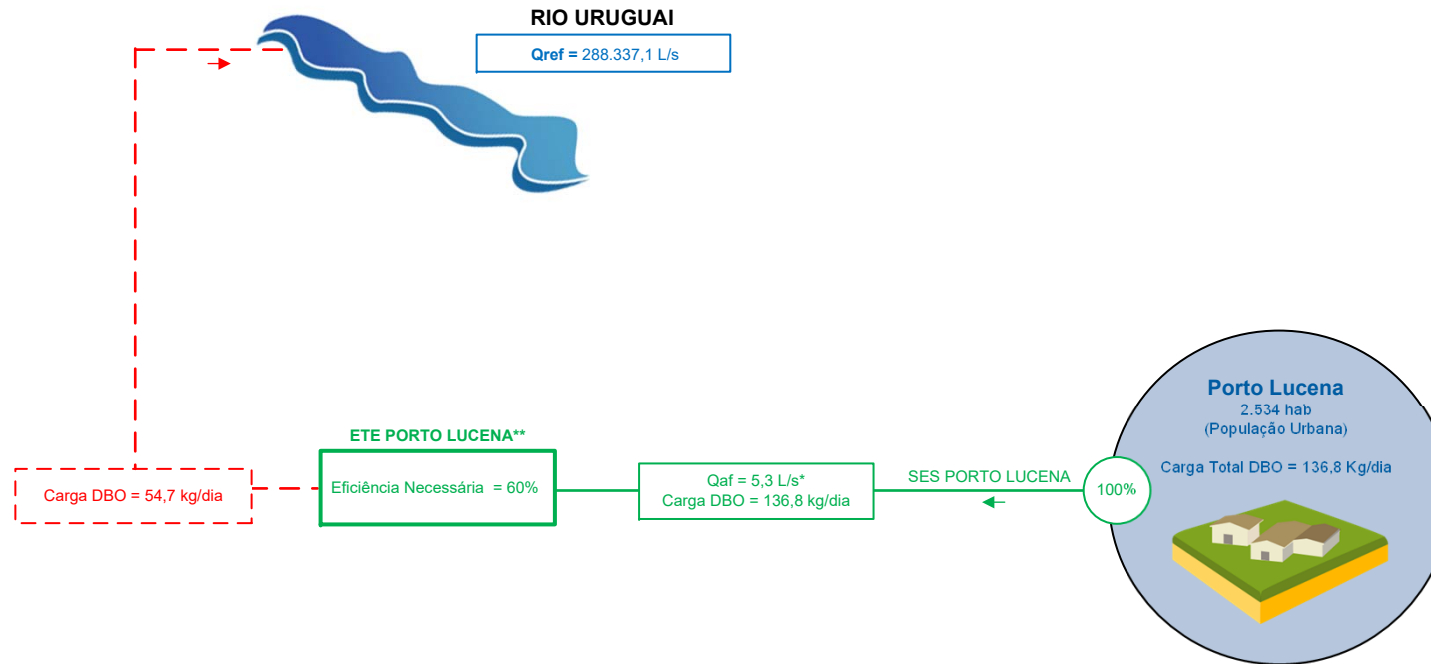 RIO URUGUAI
Qref = 288.337,1 L/s
Porto Lucena
2.534 hab
(População Urbana)
Carga Total DBO = 136,8 Kg/dia
100%
SES PORTO LUCENA
Qaf = 5,3 L/s*
Carga DBO = 136,8 kg/dia
ETE PORTO LUCENA**
Eficiência Necessária = 60%
Carga DBO = 54,7 kg/dia